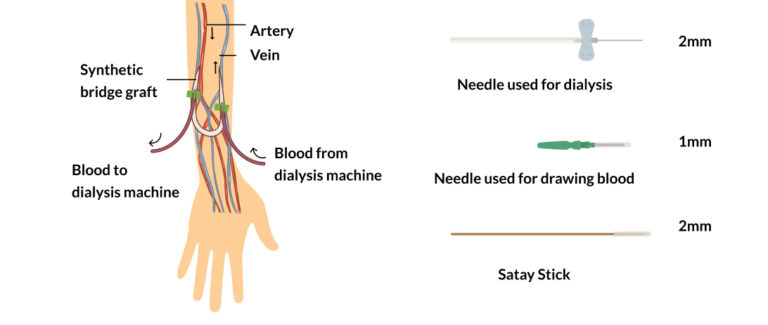 Artery
Vein
Synthetic
bridge graft
Blood to
dialysis machine
Blood from
dialysis machine
2mm
Needle used for dialysis
1mm
Needle used for drawing blood
2mm
Satay Stick